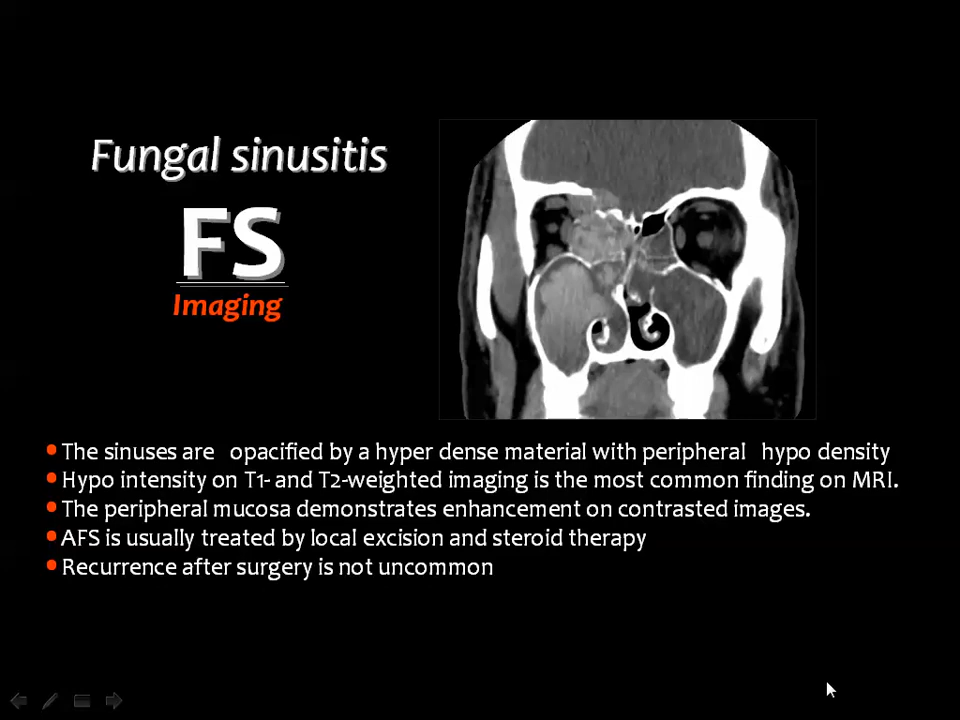 Fungal sinusitis
FS
Imaging
The sinuses are opacified by a hyper dense material with peripheral hypo density
Hypo intensity on T1- and T2-weighted imaging is the most common finding on MRI.
The peripheral mucosa demonstrates enhancement on contrasted images.
AFS is usually treated by local excision and steroid therapy
Recurrence after surgery is not uncommon